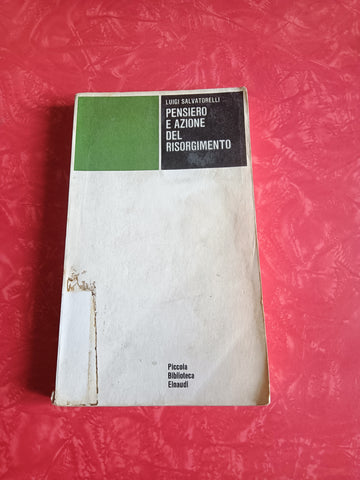 LUIGI SALVATORELLI
PENSIERO
E AZIONE
DEL
RISORGIMENTO
Piccola
Biblioteca
Einaudi